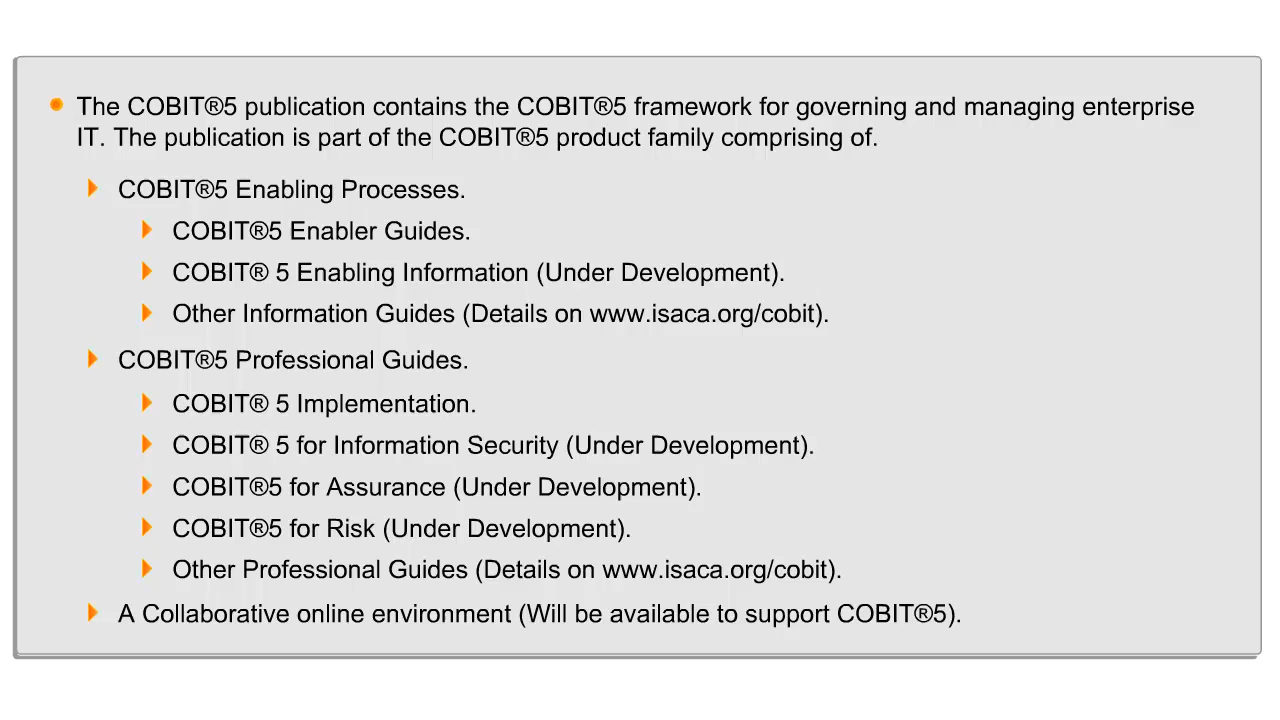 The COBIT®5 publication contains the COBIT®5 framework for governing and managing enterprise
IT. The publication is part of the COBIT®5 product family comprising of.
COBIT®5 Enabling Processes.
COBIT®5 Enabler Guides.
COBIT® 5 Enabling Information (Under Development).
Other Information Guides (Details on www.isaca.org/cobit).
COBIT®5 Professional Guides.
COBIT® 5 Implementation.
COBIT® 5 for Information Security (Under Development).
COBIT®5 for Assurance (Under Development).
COBIT®5 for Risk (Under Development).
Other Professional Guides (Details on www.isaca.org/cobit).
A Collaborative online environment (Will be available to support COBIT®5).